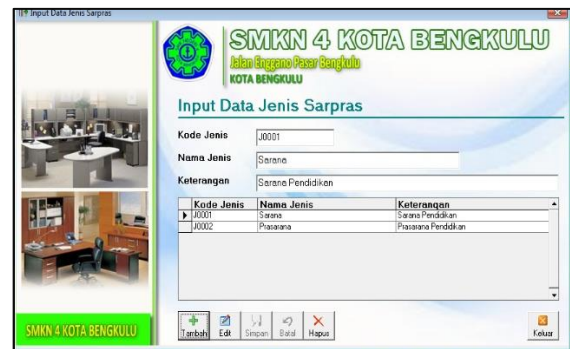 Input Data Jenis Sarpras
SMKN 4 KOTA BENGKULU
Jalan Enggano Pasar Bengkulu
KOTA BENGKULU
Input Data Jenis Sarpras
Kode Jenis J0001
Nama Jenis Sarana
Keterangan Sarana Pendidikan
Kode Jenis Nama Jenis Keterangan
J0001 Sarana Sarana Pendidikan
J0002 Prasarana Prasarana Pendidikan
SMKN 4 KOTA BENGKULU
Tambah Edit Simpan Batal Hapus Keluar